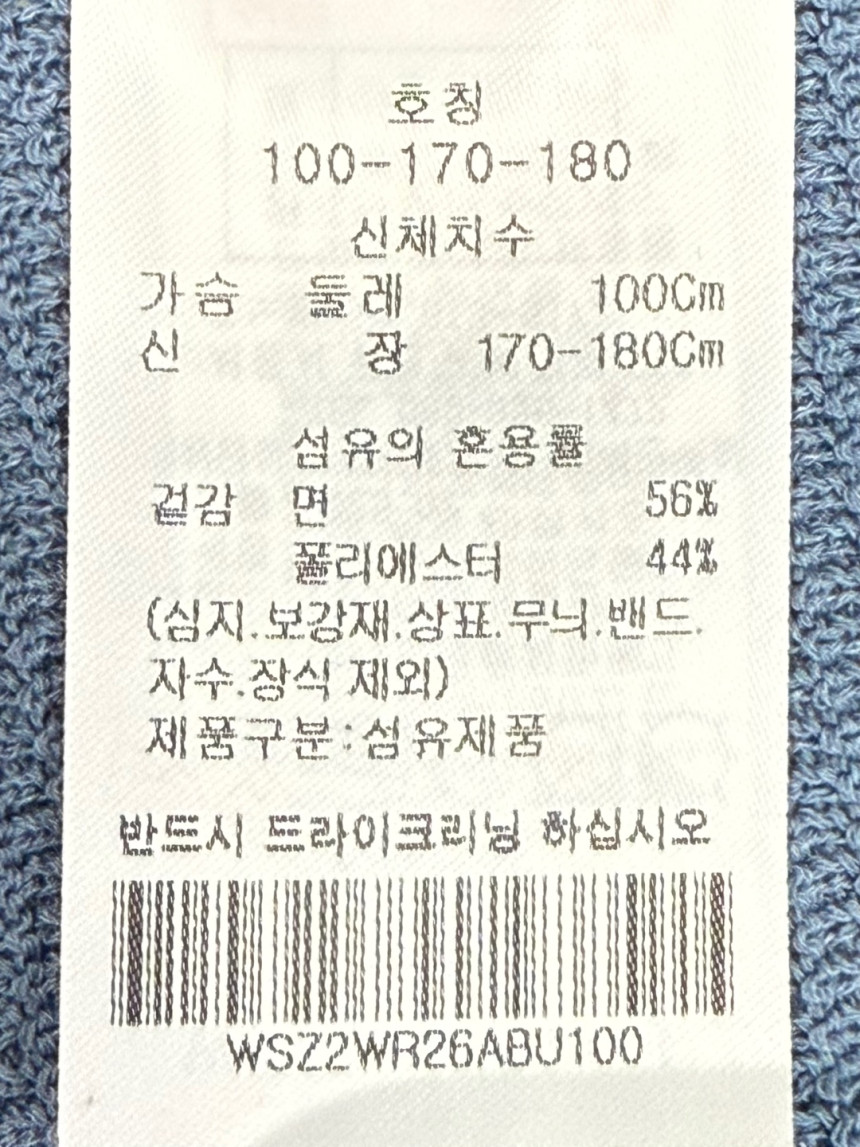 호칭
100-170-180
신체치수
가슴 둘레 100Cm
신 장 170-180Cm
섬유의 혼용률
겉감 면 56%
폴리에스터 44%
(심지.보강재.상표.무늬.밴드.
자수.장식 제외)
제품구분:섬유제품
반드시 드라이크리닝 하십시오
WSZ2WR26ABU100